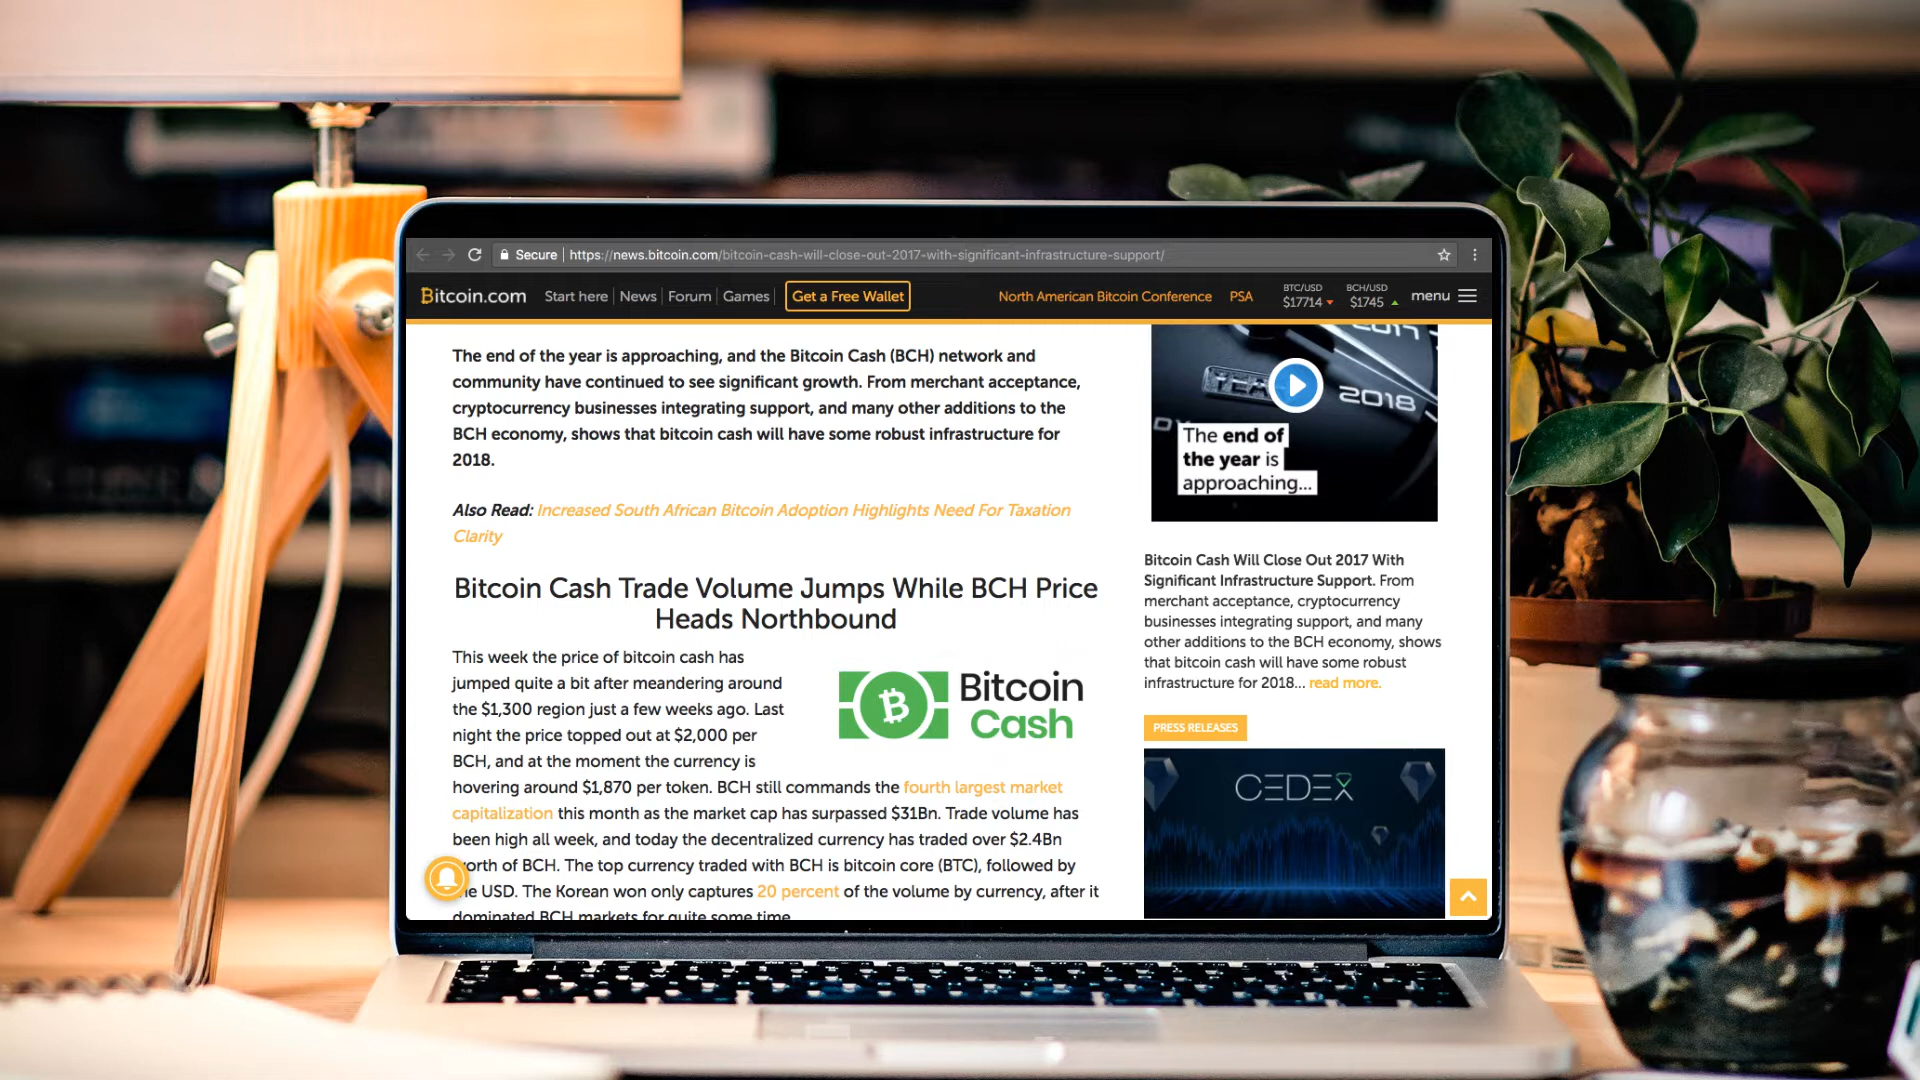 Secure | https://news.bitcoin.com/bitcoin-cash-will-close-out-2017-with-significant-infrastructure-support/
Bitcoin.com Start here News Forum Games Get a Free Wallet North American Bitcoin Conference PSA BTC/USD $17714 BCH/USD $1745 menu
The end of the year is approaching, and the Bitcoin Cash (BCH) network and
community have continued to see significant growth. From merchant acceptance,
cryptocurrency businesses integrating support, and many other additions to the
BCH economy, shows that bitcoin cash will have some robust infrastructure for
2018.
Also Read: Increased South African Bitcoin Adoption Highlights Need For Taxation
Clarity
Bitcoin Cash Trade Volume Jumps While BCH Price
Heads Northbound
This week the price of bitcoin cash has
jumped quite a bit after meandering around
the $1,300 region just a few weeks ago. Last
night the price topped out at $2,000 per
BCH, and at the moment the currency is
hovering around $1,870 per token. BCH still commands the fourth largest market
capitalization this month as the market cap has surpassed $31Bn. Trade volume has
been high all week, and today the decentralized currency has traded over $2.4Bn
worth of BCH. The top currency traded with BCH is bitcoin core (BTC), followed by
the USD. The Korean won only captures 20 percent of the volume by currency, after it
dominated BCH markets for quite some time
Bitcoin
Cash
2017
YEAR
2018
The end of
the year is
approaching...
Bitcoin Cash Will Close Out 2017 With
Significant Infrastructure Support. From
merchant acceptance, cryptocurrency
businesses integrating support, and many
other additions to the BCH economy, shows
that bitcoin cash will have some robust
infrastructure for 2018... read more.
PRESS RELEASES
CEDEX